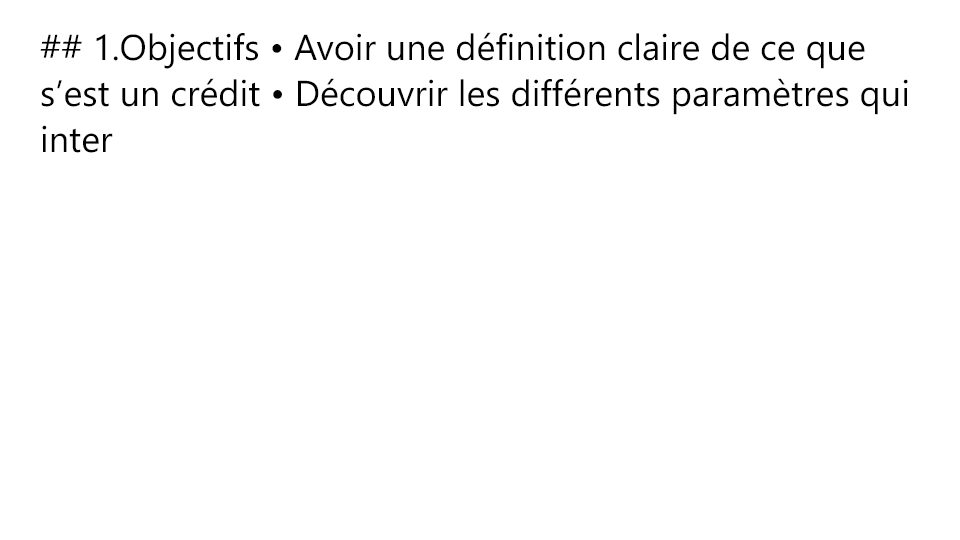 ## 1.Objectifs • Avoir une définition claire de ce que
s’est un crédit • Découvrir les différents paramètres qui
inter